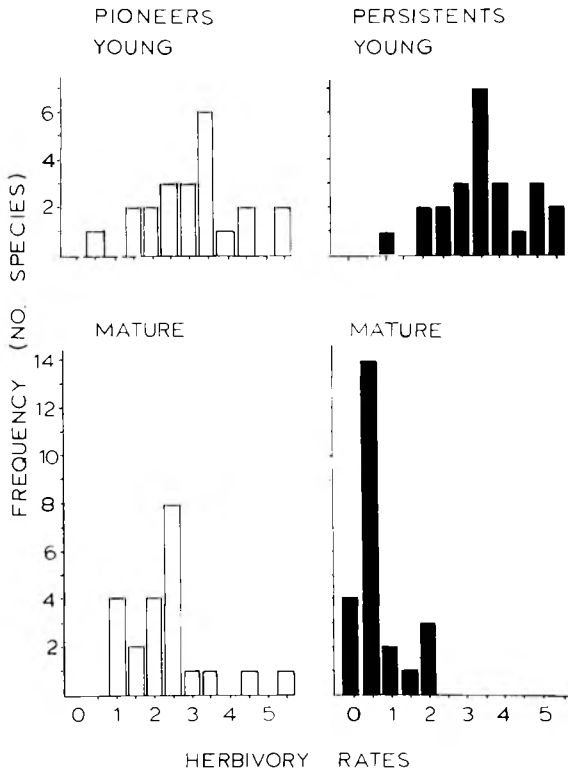 PIONEERS PERSISTENTS
YOUNG YOUNG
6
4
2
MATURE MATURE
14
12
10
8
6
4
2
0 1 2 3 4 5 0 1 2 3 4 5
FREQUENCY (NO. SPECIES)
HERBIVORY RATES